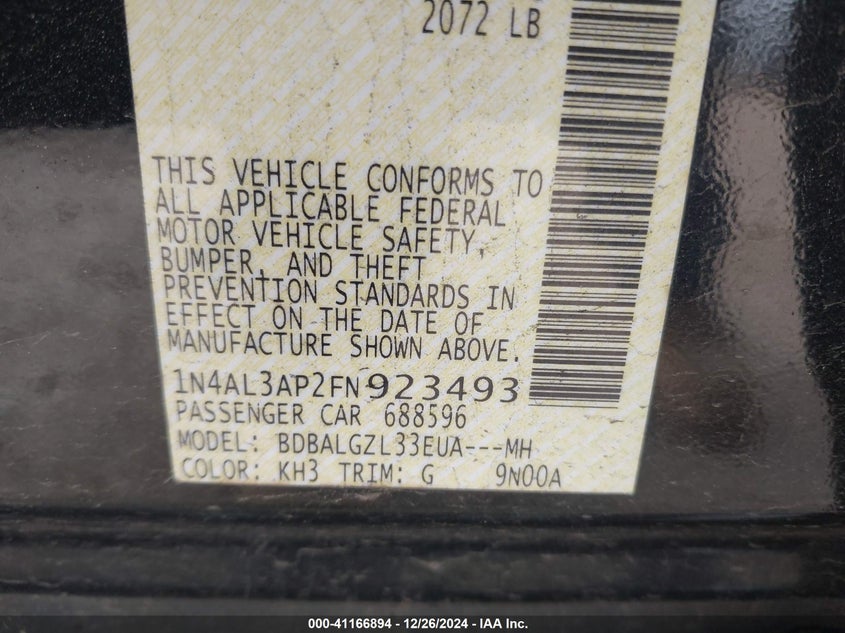 2072 LB
THIS VEHICLE CONFORMS TO
ALL APPLICABLE FEDERAL
MOTOR VEHICLE SAFETY,
BUMPER, AND THEFT
PREVENTION STANDARDS IN
EFFECT ON THE DATE OF
MANUFACTURE SHOWN ABOVE.
1N4AL3AP2FN923493
PASSENGER CAR 688596
MODEL: BDBALGZL33EUA---MH
COLOR: KH3 TRIM: G 9N00A
000-41166894 - 12/26/2024 - IAA Inc.